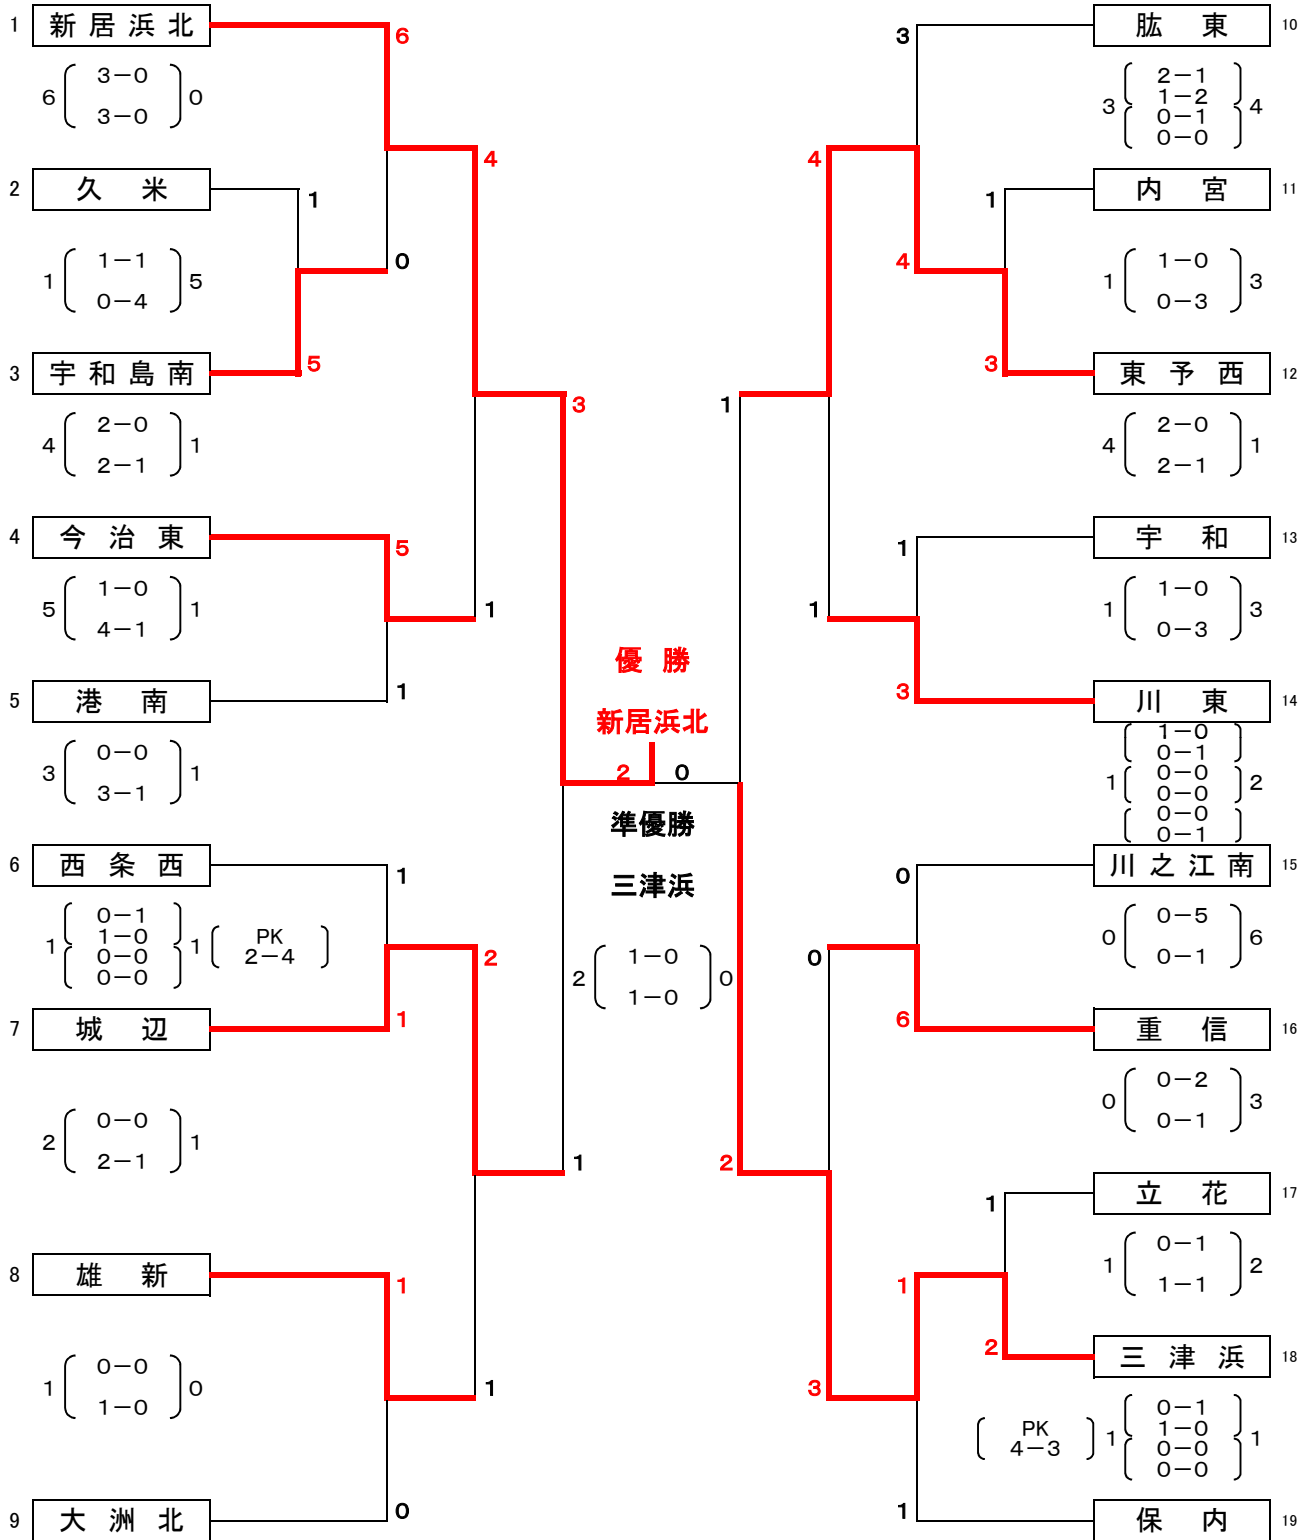 1 新居浜北
6 3－0 0
3－0
6
4
2 久米
1
1 1－1 5
0－4
0
3 宇和島南
5
4 2－0 1
2－1
3
4 今治東
5
5 1－0 1
4－1
1
5 港南
1
3 0－0 1
3－1
6 西条西
1
1 0－1 1
1－0
0－0
0－0
PK
2－4
2
7 城辺
1
2 0－0 1
2－1
1
8 雄新
1
1 0－0 0
1－0
1
9 大洲北
0
優勝
新居浜北
2 0
準優勝
三津浜
2 1－0 0
1－0
3
肱東 10
3 2－1 4
1－2
0－1
0－0
4
1
内宮 11
1 1－0 3
0－3
4
3
東予西 12
4 2－0 1
2－1
1
1
宇和 13
1 1－0 3
0－3
1
3
川東 14
1－0
0－1
1 0－0 2
0－0
0－0
0－1
0
川之江南 15
0 0－5 6
0－1
0
6
重信 16
0 0－2 3
0－1
2
1
立花 17
1 0－1 2
1－1
1
2
三津浜 18
3
PK
4－3
1 0－1 1
1－0
0－0
0－0
1
保内 19